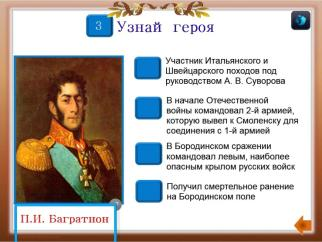 3
Узнай героя
Участник Итальянского и
Швейцарского походов под
руководством А. В. Суворова
В начале Отечественной
войны командовал 2-й армией,
которую вывел к Смоленску для
соединения с 1-й армией
В Бородинском сражении
командовал левым, наиболее
опасным крылом русских войск
Получил смертельное ранение
на Бородинском поле
П.И. Багратион